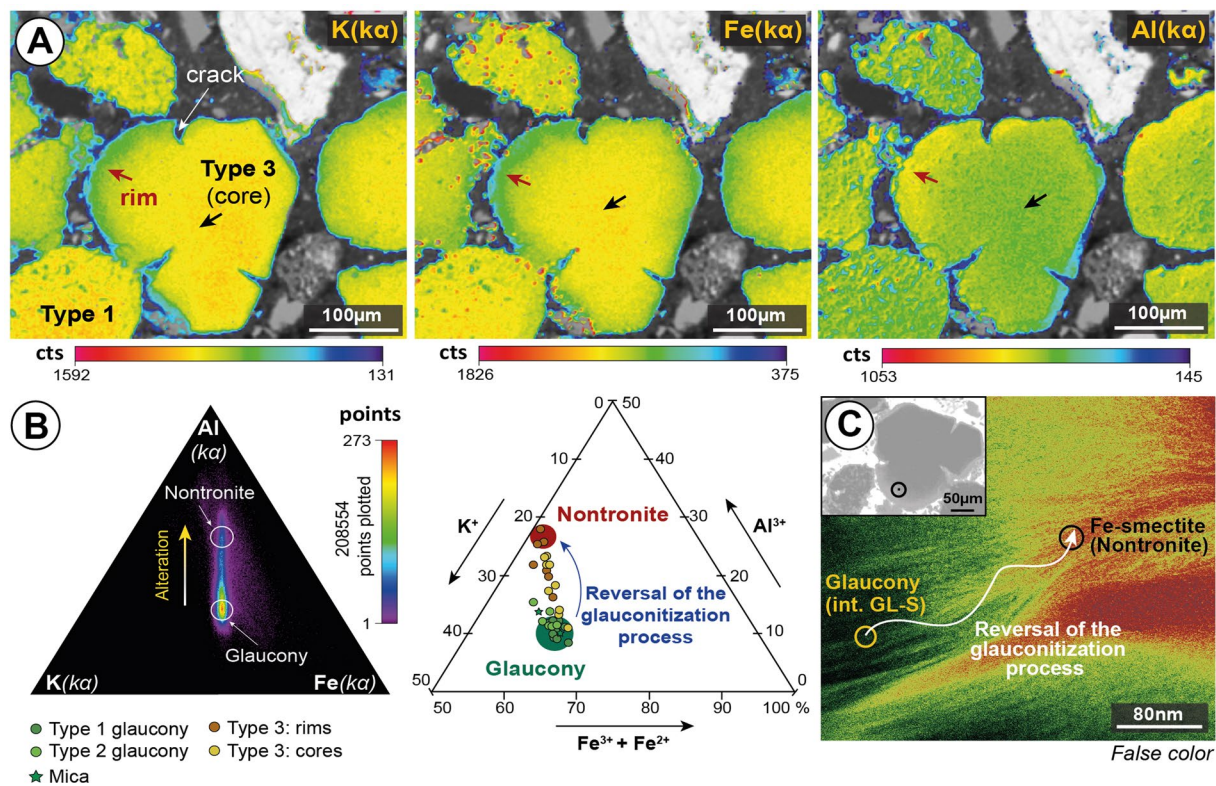 A
K(kα)
Fe(kα)
Al(kα)
crack
Type 3
(core)
rim
Type 1
100µm
100µm
100µm
cts
1592
131
cts
1826
375
cts
1053
145
B
Al
(kα)
Nontronite
Alteration
Glaucony
K(kα)
Fe(kα)
points
273
1
208554
points plotted
0
50
10
40
20
30
30
20
40
10
50
0
50
60
70
80
90
100 %
K⁺
Al³⁺
Fe³⁺ + Fe²⁺
Nontronite
Reversal of the
glauconitization
process
Glaucony
Type 1 glaucony
Type 3: rims
Type 2 glaucony
Type 3: cores
Mica
C
50µm
Fe-smectite
(Nontronite)
Glaucony
(int. GL-S)
Reversal of the
glauconitization
process
80nm
False color